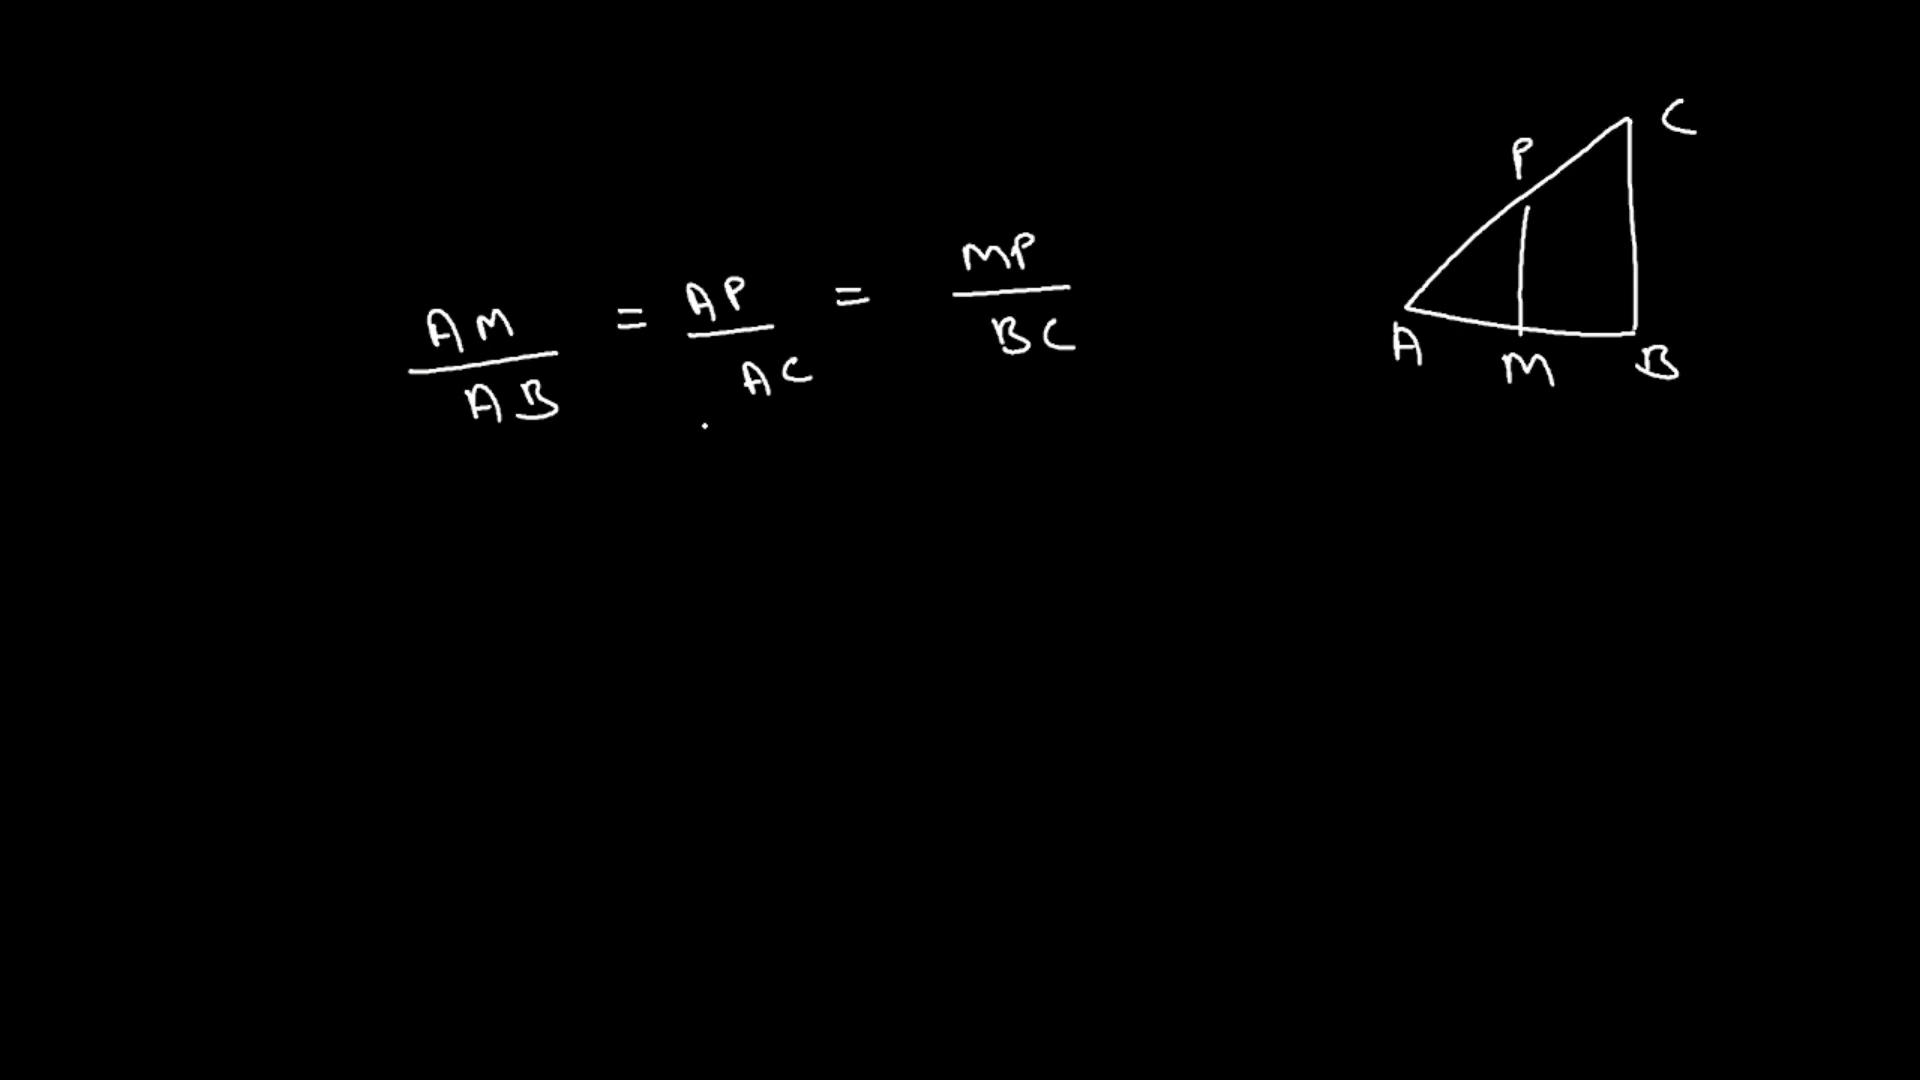 AM/AB = AP/AC = MP/BC
C
P
A
M
B